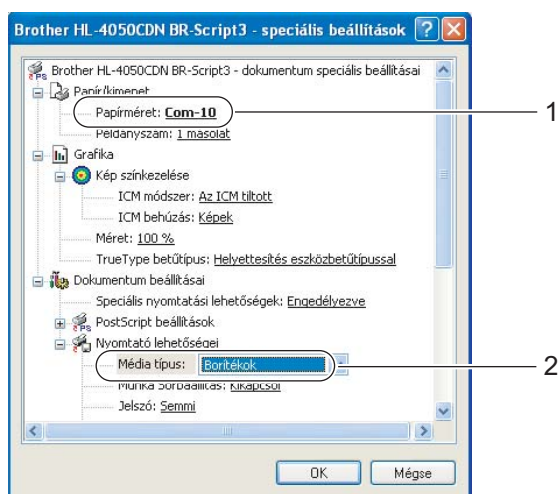 Brother HL-4050CDN BR-Script3 - speciális beállítások
Brother HL-4050CDN BR-Script3 - dokumentum speciális beállításai
Papír/kimenet
Papírméret: Com-10
1
Példányszám: 1 másolat
Grafika
Kép színkezelése
ICM módszer: Az ICM tiltott
ICM behúzás: Képek
Méret: 100 %
TrueType betűtípus: Helyettesítés eszközbetűtípussal
Dokumentum beállításai
Speciális nyomtatási lehetőségek: Engedélyezve
PostScript beállítások
Nyomtató lehetőségei
Média típus: Borítékok
2
Munka Sorbaállítás: Kikapcsol
Jelszó: Semmi
OK Mégse